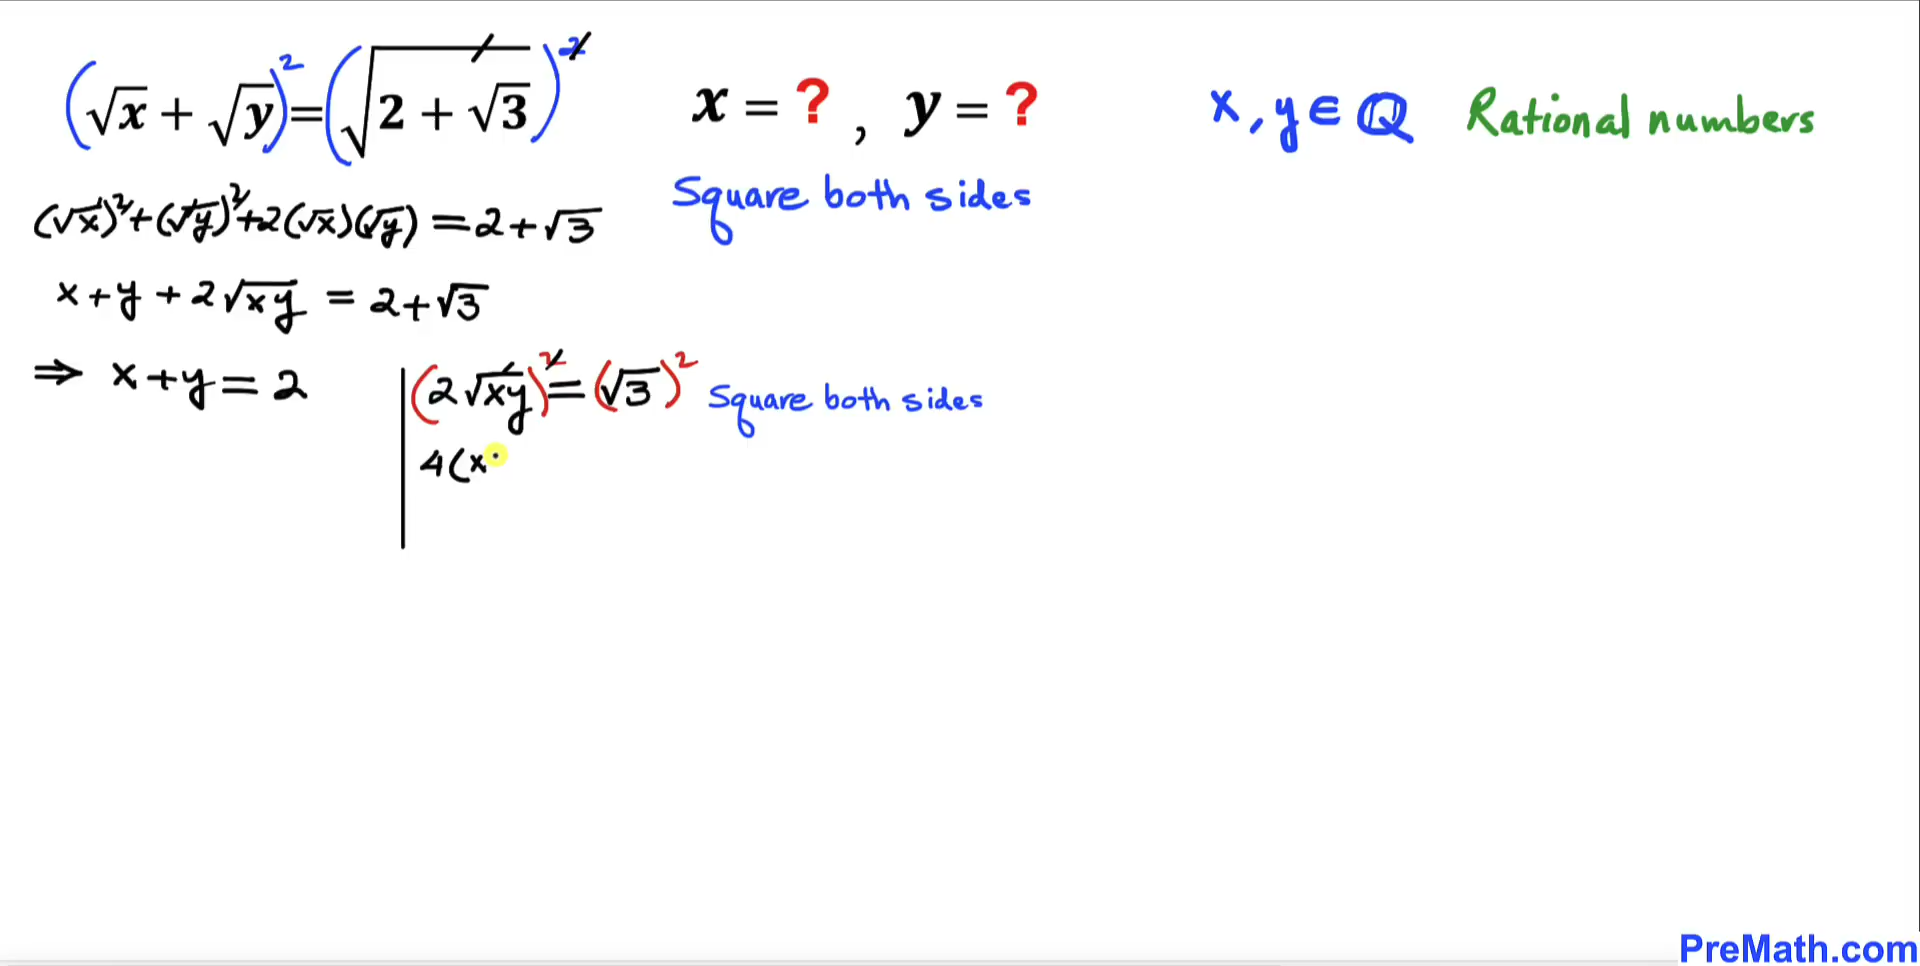 (√x + √y)² = (√(2 + √3))² x = ? , y = ? x, y ∈ ℚ Rational numbers
Square both sides
(√x)² + (√y)² + 2(√x)(√y) = 2 + √3
x + y + 2√xy = 2 + √3
⇒ x + y = 2 (2√xy)² = (√3)² Square both sides
4(x
PreMath.com